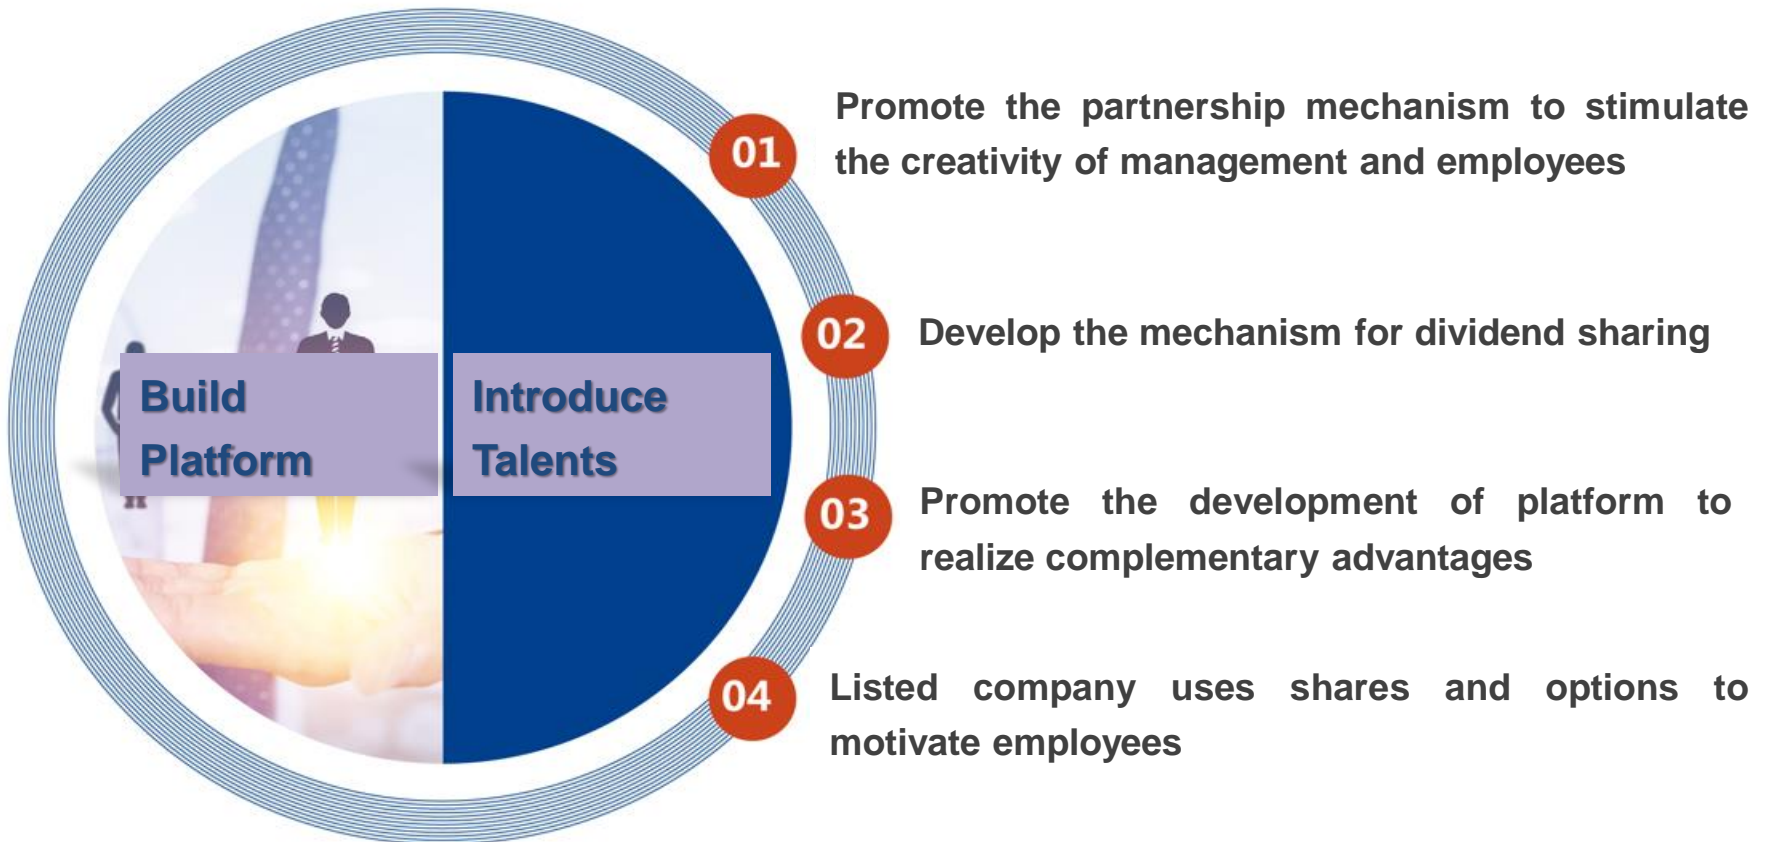 Build
Platform
Introduce
Talents
01
Promote the partnership mechanism to stimulate
the creativity of management and employees
02
Develop the mechanism for dividend sharing
03
Promote the development of platform to
realize complementary advantages
04
Listed company uses shares and options to
motivate employees